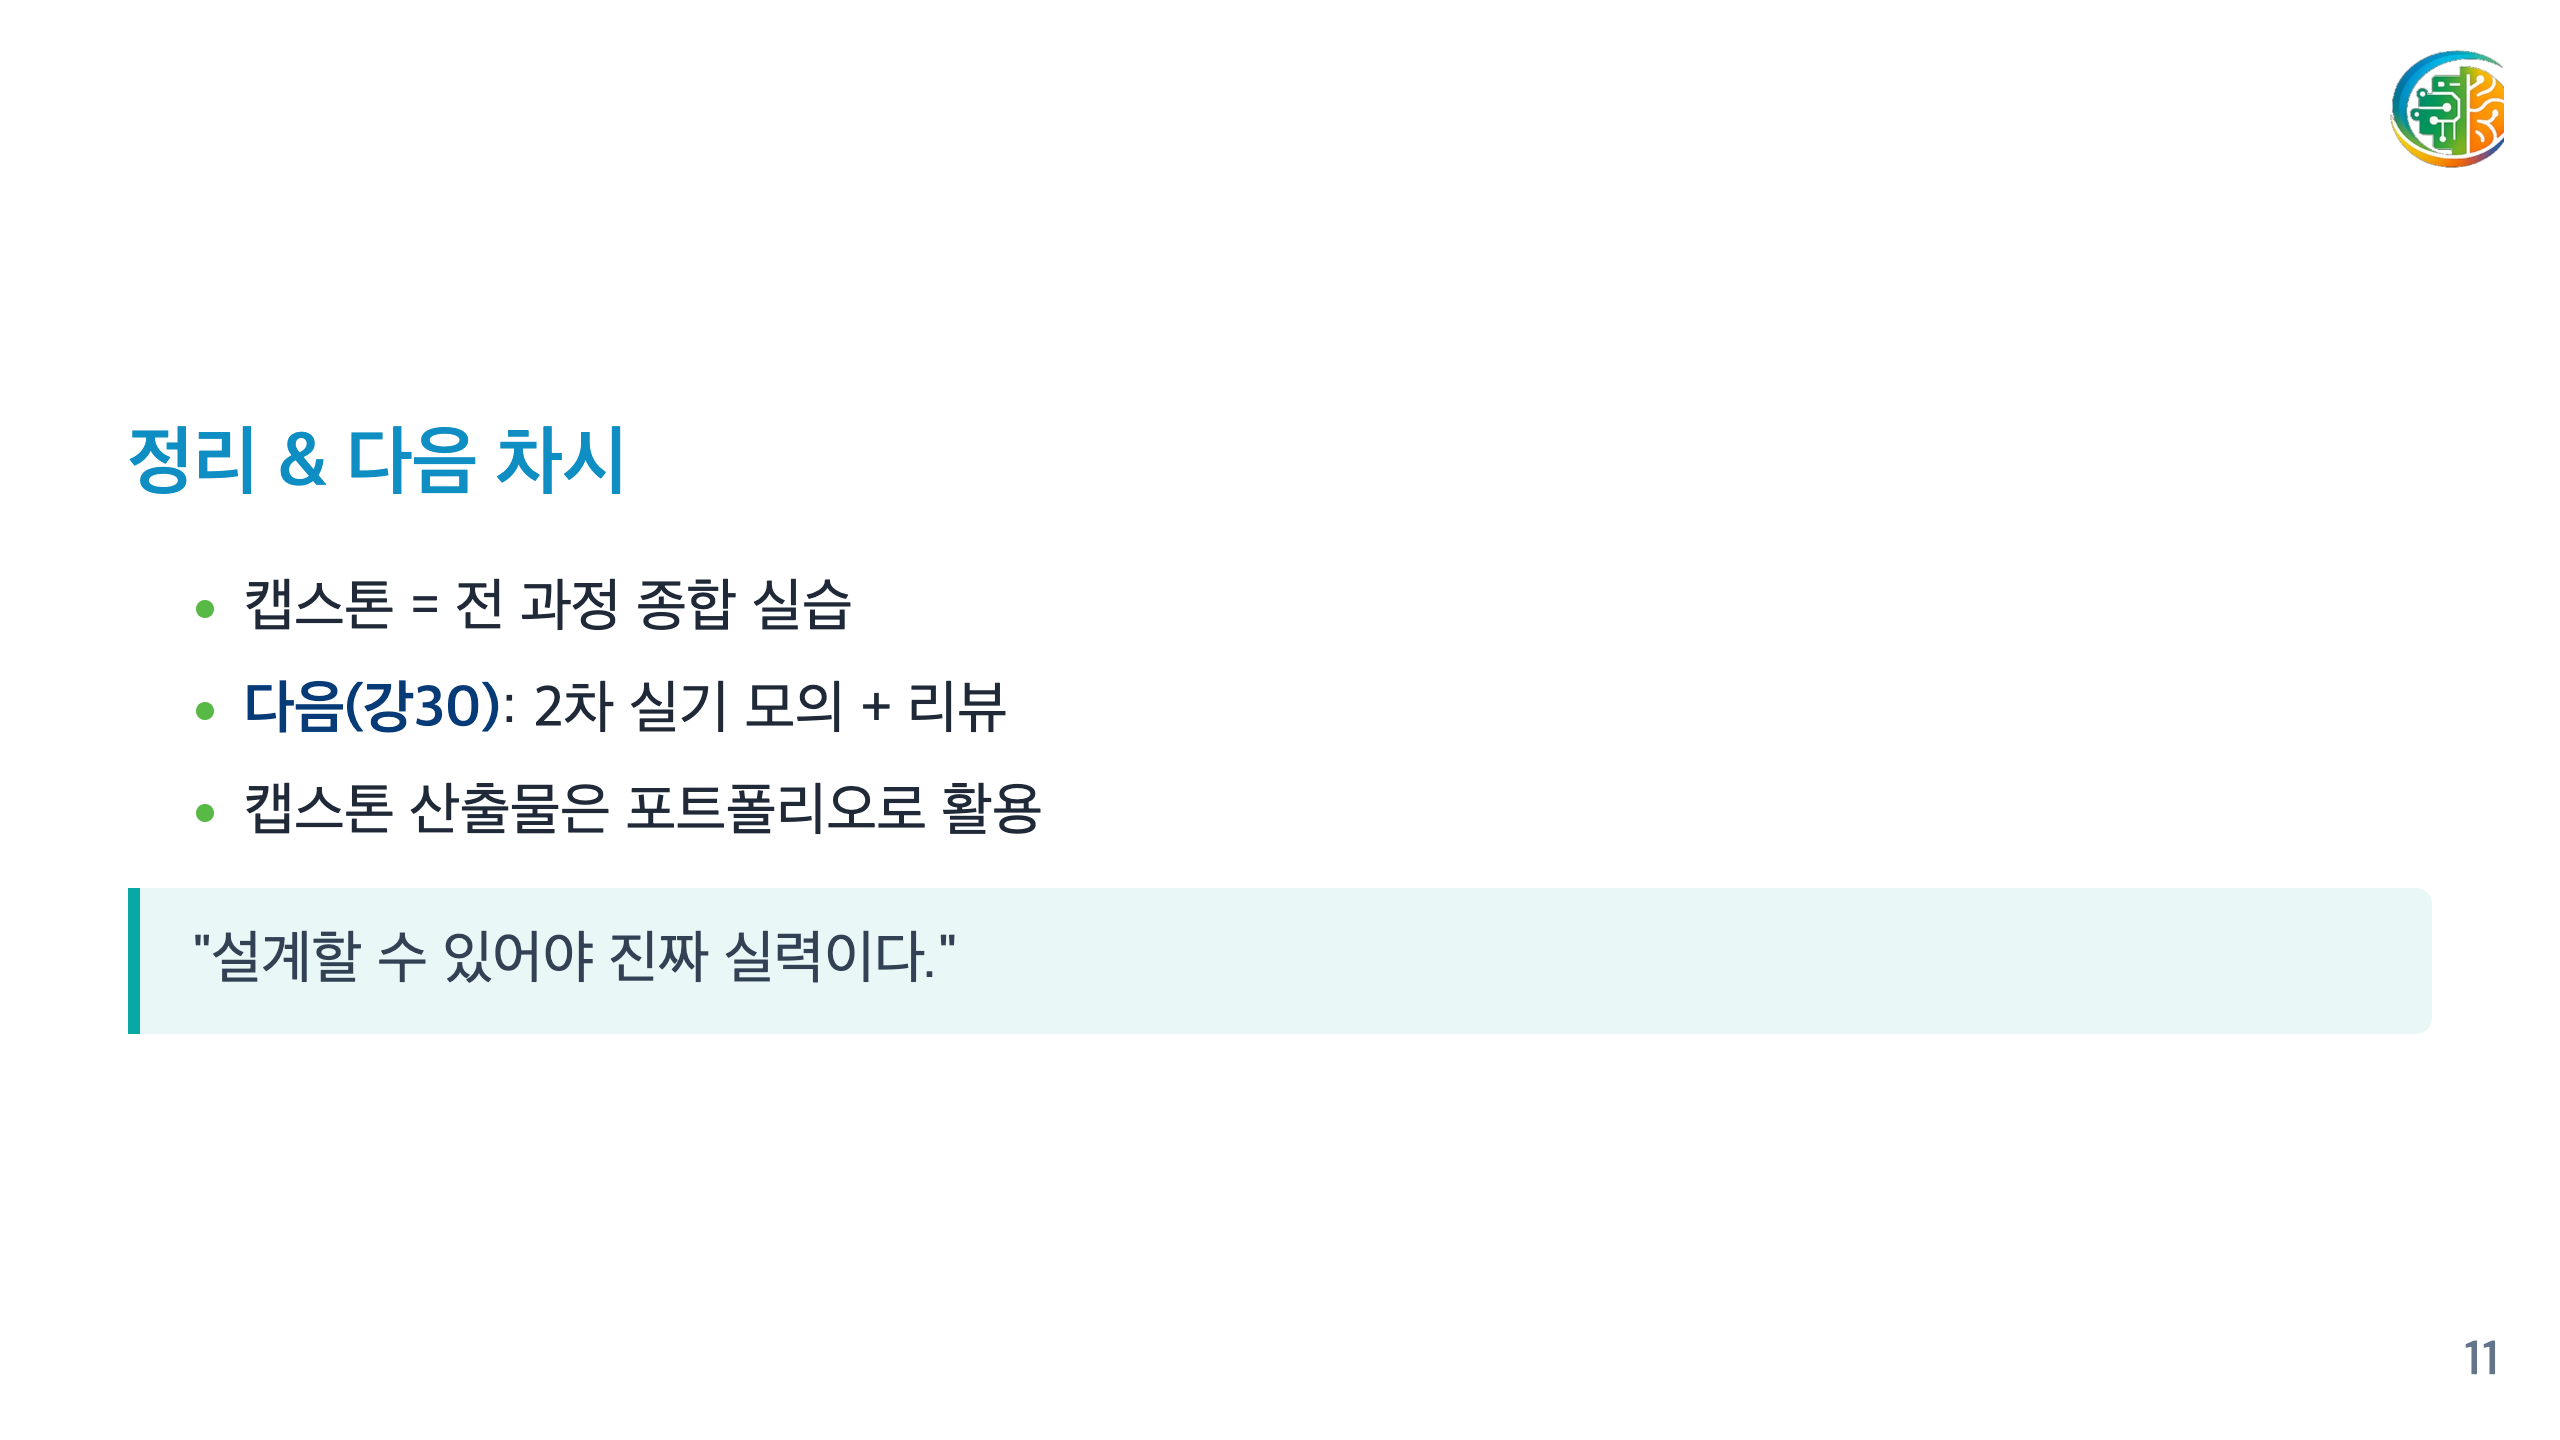 정리 & 다음 차시
캡스톤 = 전 과정 종합 실습
다음(강30): 2차 실기 모의 + 리뷰
캡스톤 산출물은 포트폴리오로 활용
"설계할 수 있어야 진짜 실력이다."
11